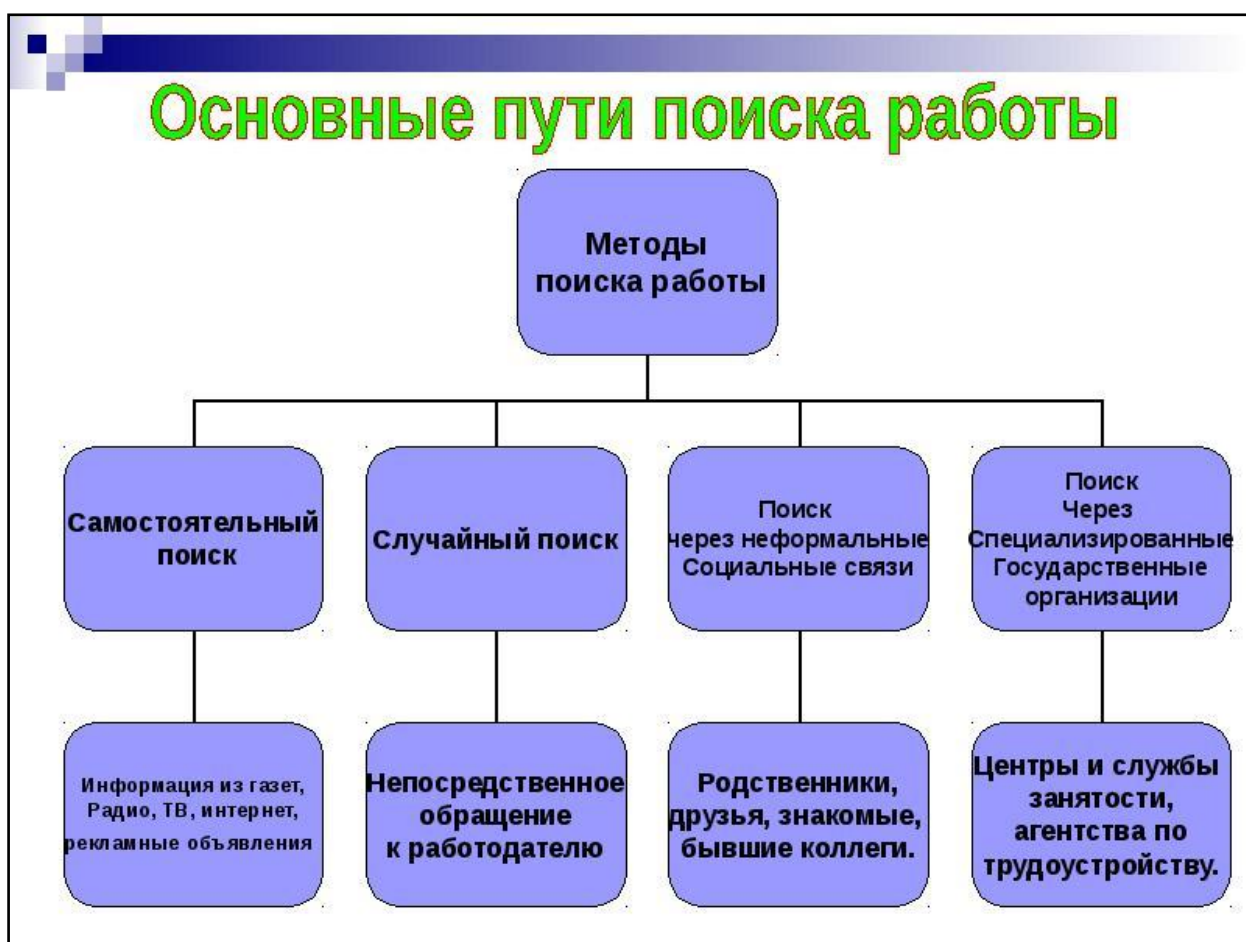 Основные пути поиска работы
Методы
поиска работы
Самостоятельный
поиск
Случайный поиск
Поиск
через неформальные
Социальные связи
Поиск
Через
Специализированные
Государственные
организации
Информация из газет,
Радио, ТВ, интернет,
рекламные объявления
Непосредственное
обращение
к работодателю
Родственники,
друзья, знакомые,
бывшие коллеги.
Центры и службы
занятости,
агентства по
трудоустройству.